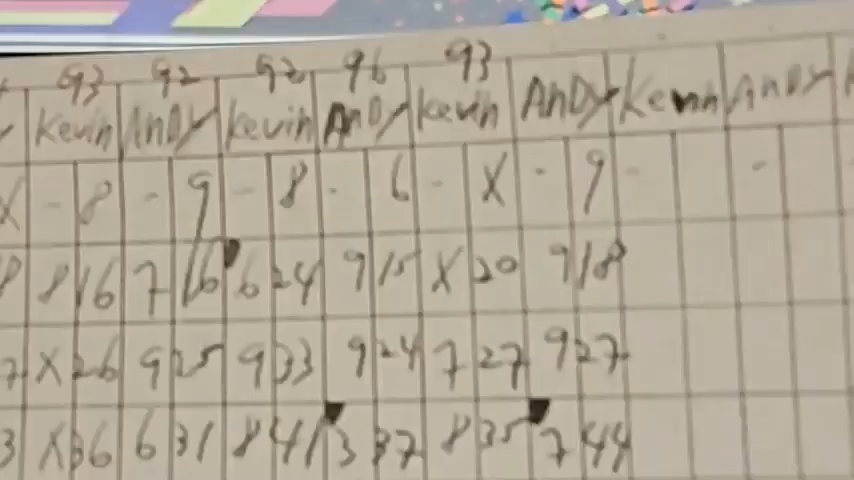 93 92 92 96 93
Kevin AnDy Kevin AnDy Kevin AnDy Kevin AnDy
X - 8 - 9 - 8 - 6 - X - 9 - -
8 8 16 7 16 6 24 9 15 X 20 9 18
7 X 26 9 25 9 33 9 24 7 27 9 27
3 X 36 6 31 8 41 3 37 8 35 7 44